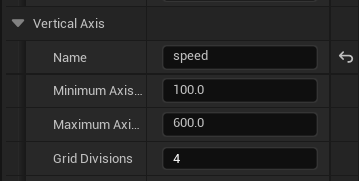 Vertical Axis
Name speed
Minimum Axis... 100.0
Maximum Axi... 600.0
Grid Divisions 4